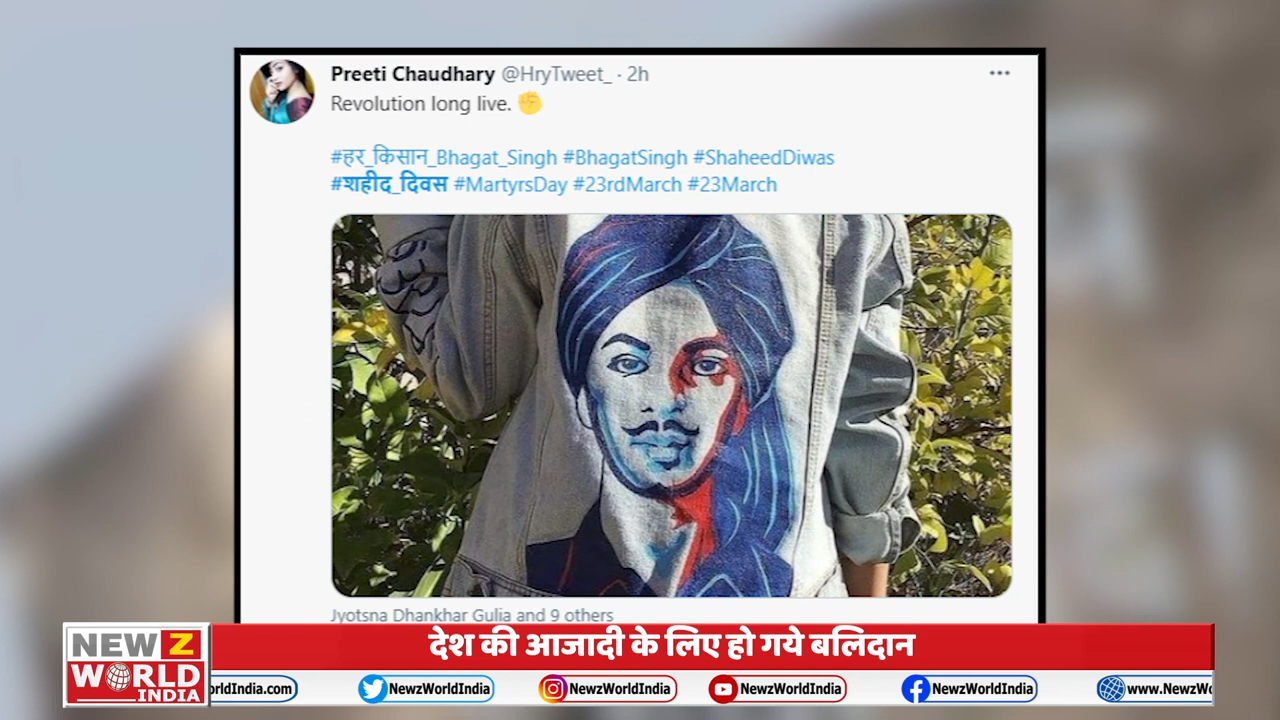 Preeti Chaudhary @HryTweet_ · 2h
Revolution long live. ✊
#हर_किसान_Bhagat_Singh #BhagatSingh #ShaheedDiwas
#शहीद_दिवस #MartyrsDay #23rdMarch #23March
Jyotsna Dhankhar Gulia and 9 others
देश की आजादी के लिए हो गये बलिदान
NEWZ
WORLD
INDIA
orldIndia.com NewzWorldIndia NewzWorldIndia NewzWorldIndia NewzWorldIndia www.NewzWo